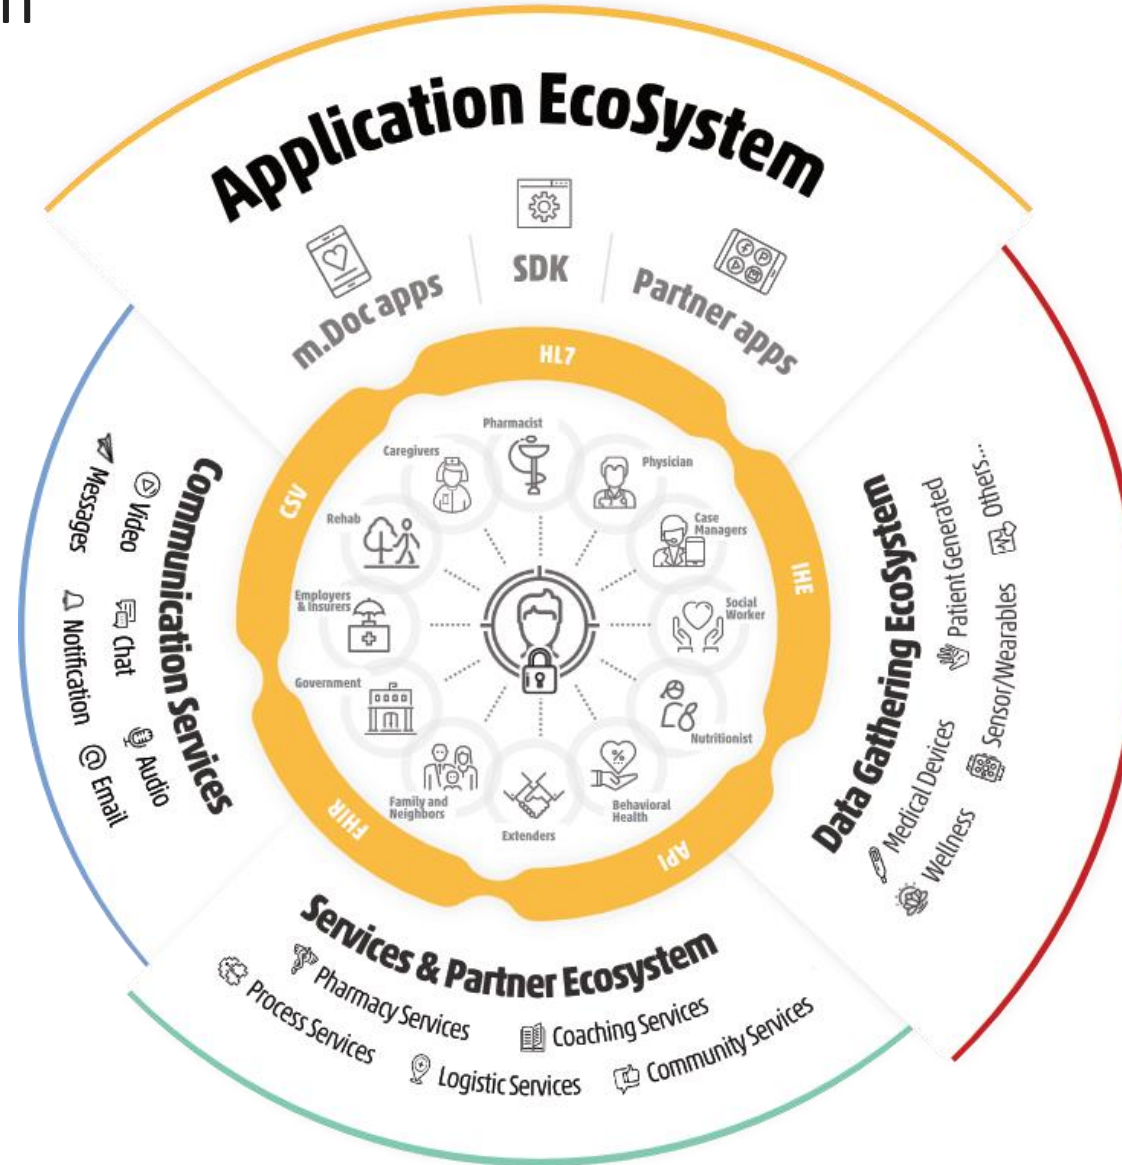 Application EcoSystem
m.Doc apps
SDK
Partner apps
HL7
IHE
API
FHIR
CSV
Pharmacist
Physician
Case
Managers
Social
Worker
Nutritionist
Behavioral
Health
Extenders
Family and
Neighbors
Government
Employers
& Insurers
Rehab
Caregivers
Data Gathering EcoSystem
Patient Generated
Others...
Medical Devices
Sensor/Wearables
Wellness
Services & Partner Ecosystem
Pharmacy Services
Coaching Services
Process Services
Logistic Services
Community Services
Communication Services
Video
Chat
Audio
Messages
Notification
Email